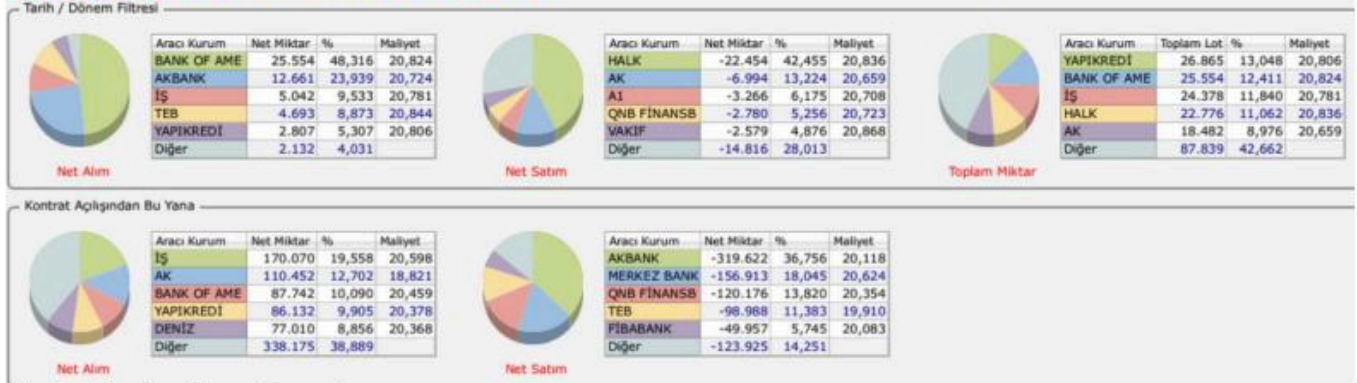 Tarih / Dönem Filtresi
Aracı Kurum Net Miktar % Maliyet
BANK OF AME 25.554 48,316 20,824
AKBANK 12.661 23,939 20,724
İŞ 5.042 9,533 20,781
TEB 4.693 8,873 20,844
YAPIKREDİ 2.807 5,307 20,806
Diğer 2.132 4,031
Net Alım
Aracı Kurum Net Miktar % Maliyet
HALK -22.454 42,455 20,836
AK -6.994 13,224 20,659
A1 -3.266 6,175 20,708
QNB FİNANSB -2.780 5,256 20,723
VAKIF -2.579 4,876 20,868
Diğer -14.816 28,013
Net Satım
Aracı Kurum Toplam Lot % Maliyet
YAPIKREDİ 26.865 13,048 20,806
BANK OF AME 25.554 12,411 20,824
İŞ 24.378 11,840 20,781
HALK 22.776 11,062 20,836
AK 18.482 8,976 20,659
Diğer 87.839 42,662
Toplam Miktar
Kontrat Açılışından Bu Yana
Aracı Kurum Net Miktar % Maliyet
İŞ 170.070 19,558 20,598
AK 110.452 12,702 18,821
BANK OF AME 87.742 10,090 20,459
YAPIKREDİ 86.132 9,905 20,378
DENİZ 77.010 8,856 20,368
Diğer 338.175 38,889
Net Alım
Aracı Kurum Net Miktar % Maliyet
AKBANK -319.622 36,756 20,118
MERKEZ BANK -156.913 18,045 20,624
QNB FİNANSB -120.176 13,820 20,354
TEB -98.988 11,383 19,910
FİBABANK -49.957 5,745 20,083
Diğer -123.925 14,251
Net Satım